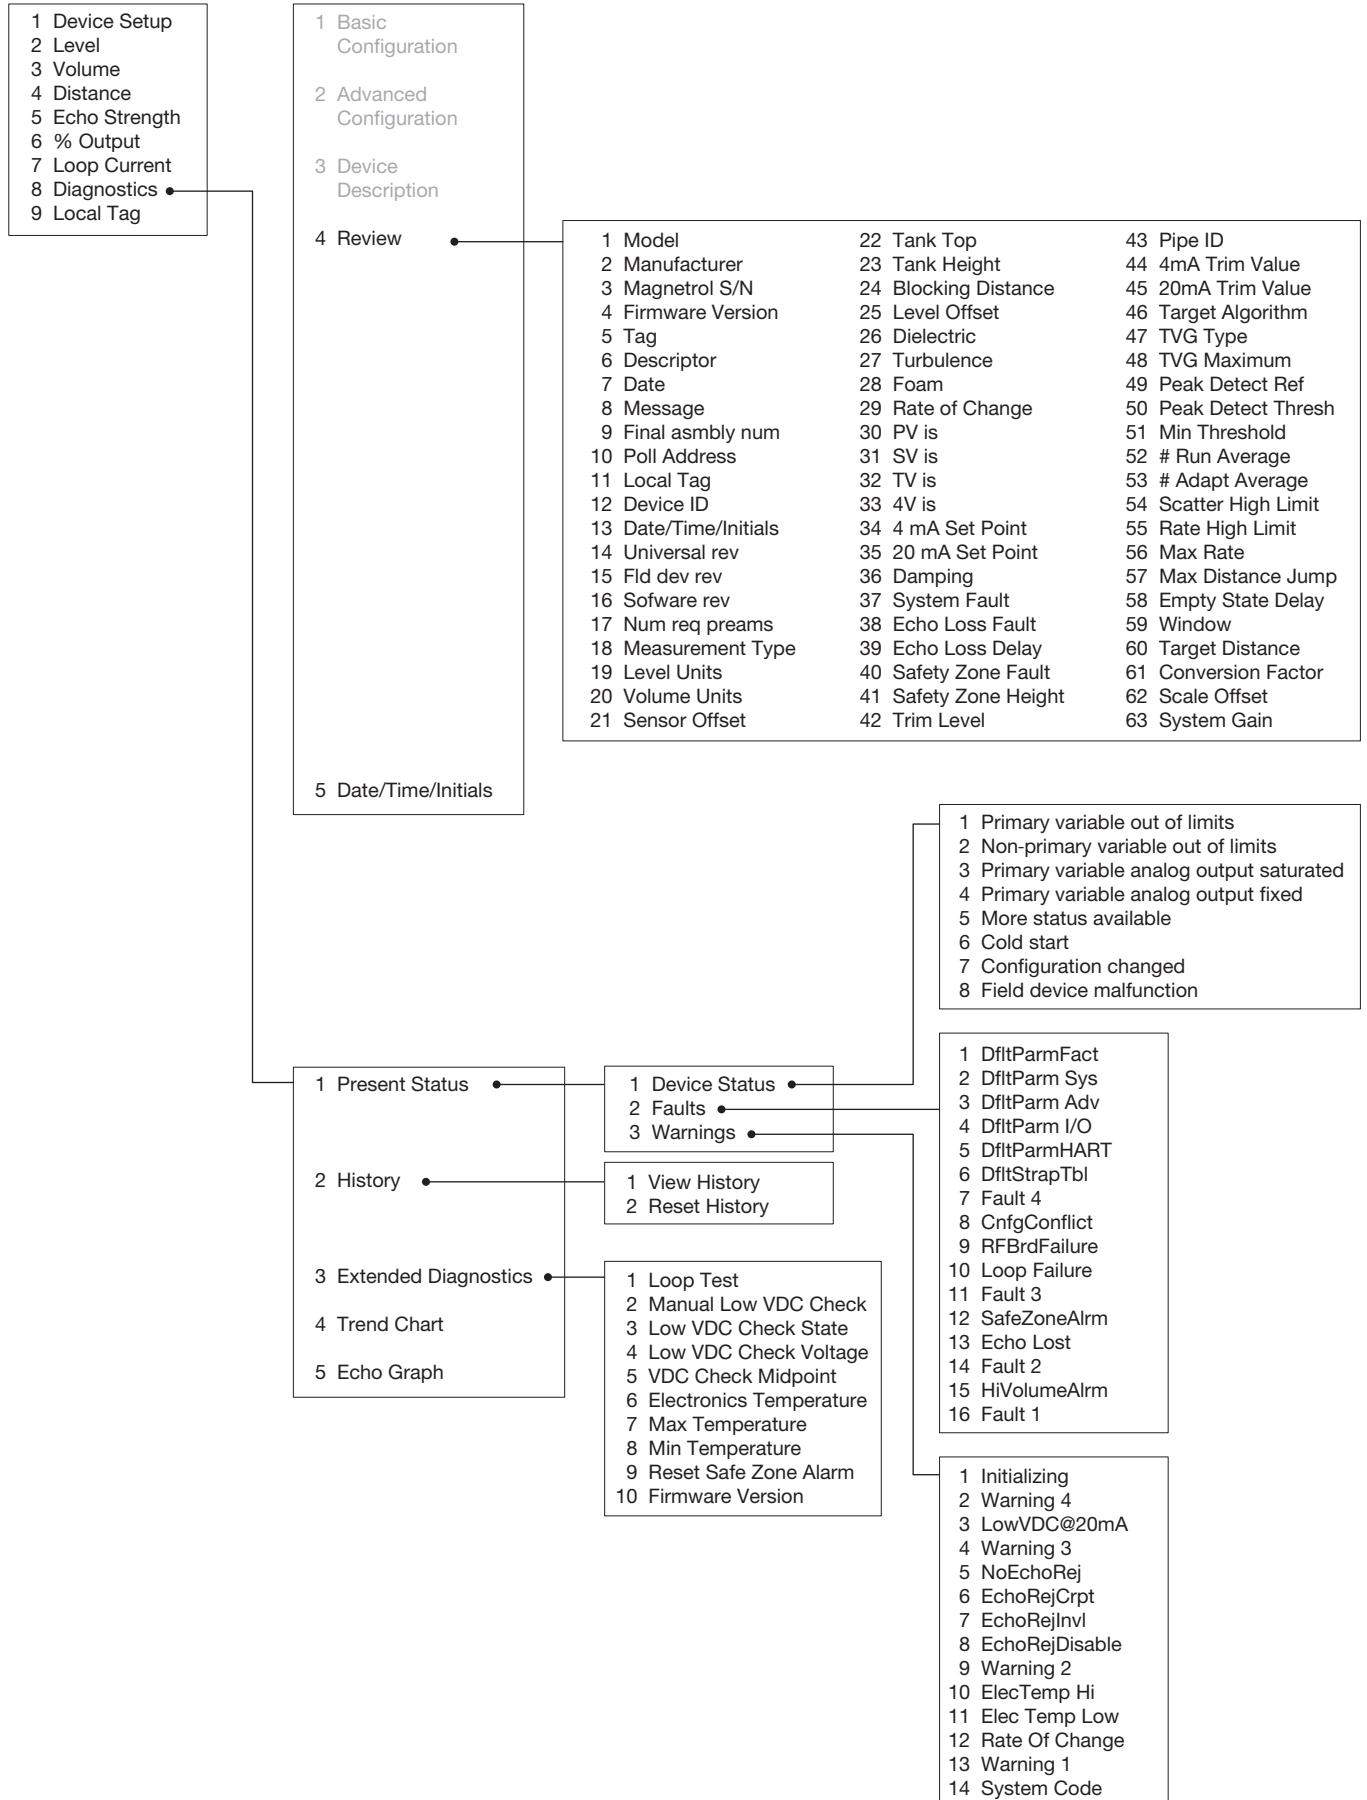 1 Device Setup
2 Level
3 Volume
4 Distance
5 Echo Strength
6 % Output
7 Loop Current
8 Diagnostics
9 Local Tag
1 Basic
Configuration
2 Advanced
Configuration
3 Device
Description
4 Review
5 Date/Time/Initials
1 Model
2 Manufacturer
3 Magnetrol S/N
4 Firmware Version
5 Tag
6 Descriptor
7 Date
8 Message
9 Final asmbly num
10 Poll Address
11 Local Tag
12 Device ID
13 Date/Time/Initials
14 Universal rev
15 Fld dev rev
16 Sofware rev
17 Num req preams
18 Measurement Type
19 Level Units
20 Volume Units
21 Sensor Offset
22 Tank Top
23 Tank Height
24 Blocking Distance
25 Level Offset
26 Dielectric
27 Turbulence
28 Foam
29 Rate of Change
30 PV is
31 SV is
32 TV is
33 4V is
34 4 mA Set Point
35 20 mA Set Point
36 Damping
37 System Fault
38 Echo Loss Fault
39 Echo Loss Delay
40 Safety Zone Fault
41 Safety Zone Height
42 Trim Level
43 Pipe ID
44 4mA Trim Value
45 20mA Trim Value
46 Target Algorithm
47 TVG Type
48 TVG Maximum
49 Peak Detect Ref
50 Peak Detect Thresh
51 Min Threshold
52 # Run Average
53 # Adapt Average
54 Scatter High Limit
55 Rate High Limit
56 Max Rate
57 Max Distance Jump
58 Empty State Delay
59 Window
60 Target Distance
61 Conversion Factor
62 Scale Offset
63 System Gain
1 Present Status
2 History
3 Extended Diagnostics
4 Trend Chart
5 Echo Graph
1 Device Status
2 Faults
3 Warnings
1 View History
2 Reset History
1 Loop Test
2 Manual Low VDC Check
3 Low VDC Check State
4 Low VDC Check Voltage
5 VDC Check Midpoint
6 Electronics Temperature
7 Max Temperature
8 Min Temperature
9 Reset Safe Zone Alarm
10 Firmware Version
1 Primary variable out of limits
2 Non-primary variable out of limits
3 Primary variable analog output saturated
4 Primary variable analog output fixed
5 More status available
6 Cold start
7 Configuration changed
8 Field device malfunction
1 DfltParmFact
2 DfltParm Sys
3 DfltParm Adv
4 DfltParm I/O
5 DfltParmHART
6 DfltStrapTbl
7 Fault 4
8 CnfgConflict
9 RFBrdFailure
10 Loop Failure
11 Fault 3
12 SafeZoneAlrm
13 Echo Lost
14 Fault 2
15 HiVolumeAlrm
16 Fault 1
1 Initializing
2 Warning 4
3 LowVDC@20mA
4 Warning 3
5 NoEchoRej
6 EchoRejCrpt
7 EchoRejInvl
8 EchoRejDisable
9 Warning 2
10 ElecTemp Hi
11 Elec Temp Low
12 Rate Of Change
13 Warning 1
14 System Code